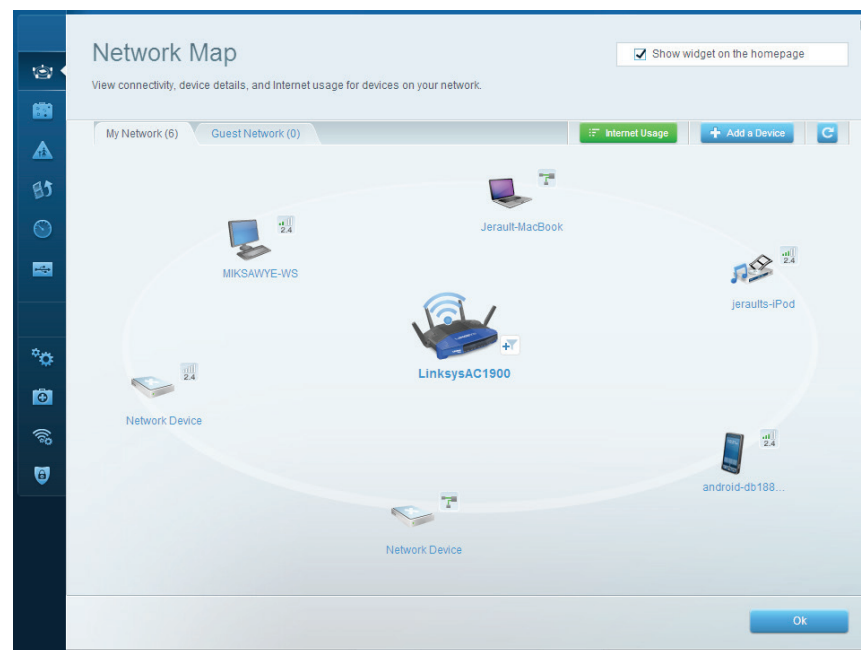 Network Map
Show widget on the homepage
View connectivity, device details, and Internet usage for devices on your network.
My Network (6)
Guest Network (0)
Internet Usage
Add a Device
Jerault-MacBook
2.4
MIKSAWYE-WS
2.4
jeraults-iPod
LinksysAC1900
2.4
Network Device
2.4
android-db188...
Network Device
Ok